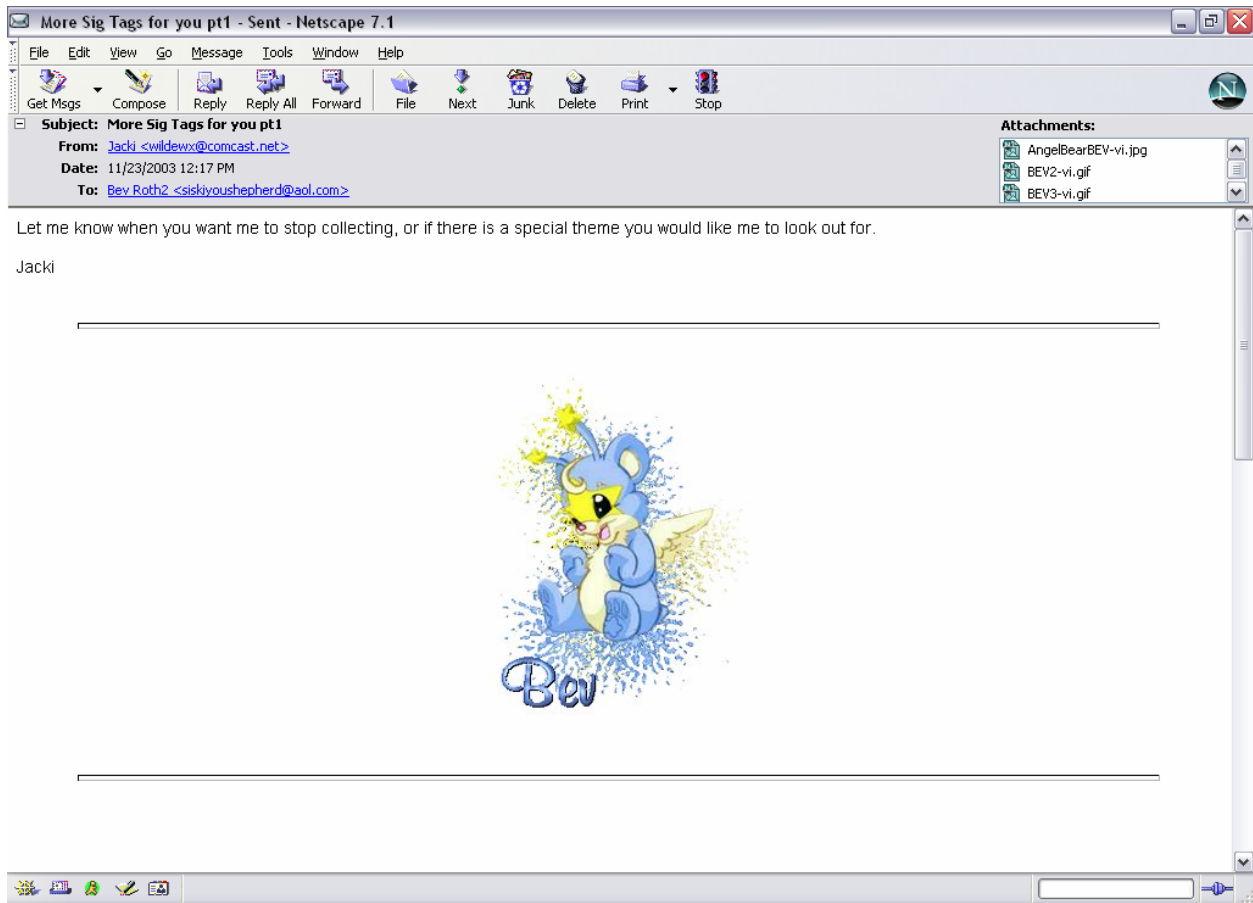 More Sig Tags for you pt1 - Sent - Netscape 7.1
File Edit View Go Message Tools Window Help
Get Msgs Compose Reply Reply All Forward File Next Junk Delete Print Stop
N
Subject: More Sig Tags for you pt1
From: Jacki <wildewx@comcast.net>
Date: 11/23/2003 12:17 PM
To: Bev Roth2 <siskiyoushepherd@aol.com>
Attachments:
AngelBearBEV-vi.jpg
BEV2-vi.gif
BEV3-vi.gif
Let me know when you want me to stop collecting, or if there is a special theme you would like me to look out for.
Jacki
Bev